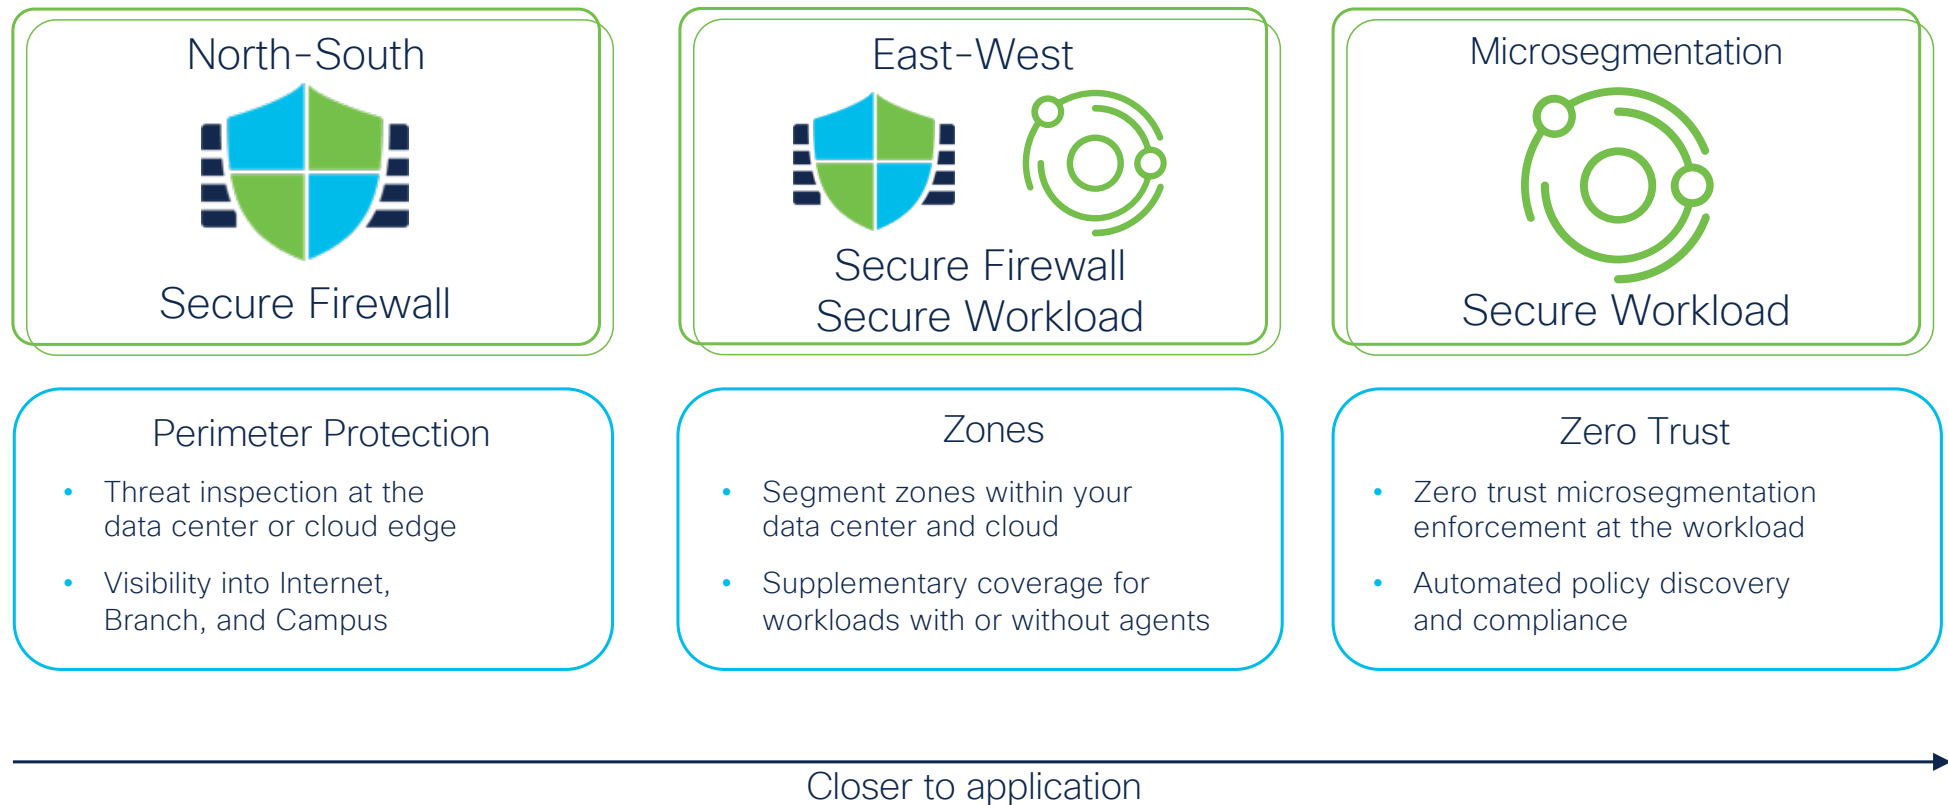 North-South
Secure Firewall
East-West
Secure Firewall
Secure Workload
Microsegmentation
Secure Workload
Perimeter Protection
• Threat inspection at the
data center or cloud edge
• Visibility into Internet,
Branch, and Campus
Zones
• Segment zones within your
data center and cloud
• Supplementary coverage for
workloads with or without agents
Zero Trust
• Zero trust microsegmentation
enforcement at the workload
• Automated policy discovery
and compliance
Closer to application